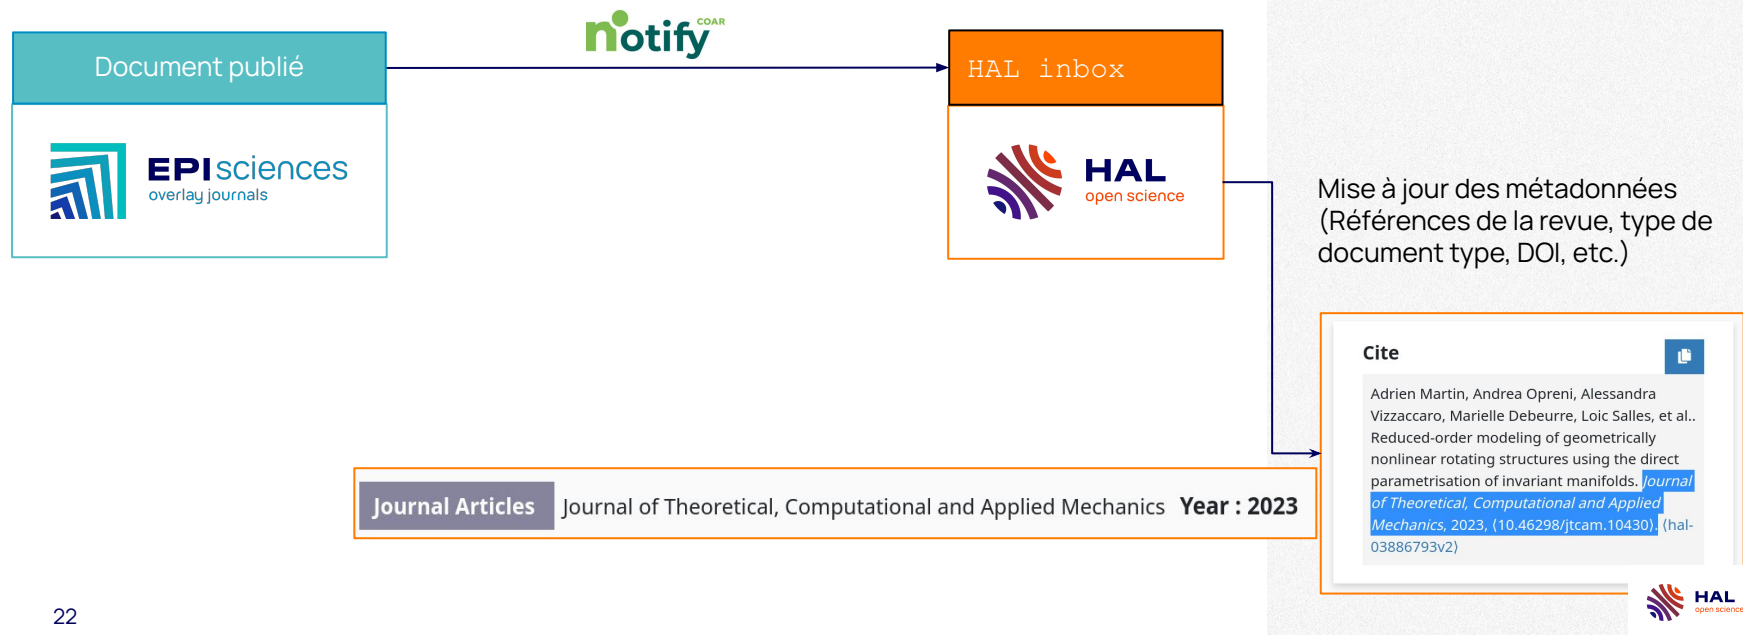 Document publié
notify COAR
HAL inbox
EPIsciences
overlay journals
HAL
open science
Mise à jour des métadonnées
(Références de la revue, type de
document type, DOI, etc.)
Cite
Adrien Martin, Andrea Opreni, Alessandra
Vizzaccaro, Marielle Debeurre, Loic Salles, et al..
Reduced-order modeling of geometrically
nonlinear rotating structures using the direct
parametrisation of invariant manifolds. Journal
of Theoretical, Computational and Applied
Mechanics, 2023, ⟨10.46298/jtcam.10430⟩. ⟨hal-
03886793v2⟩
Journal Articles Journal of Theoretical, Computational and Applied Mechanics Year : 2023
22
HAL
open science